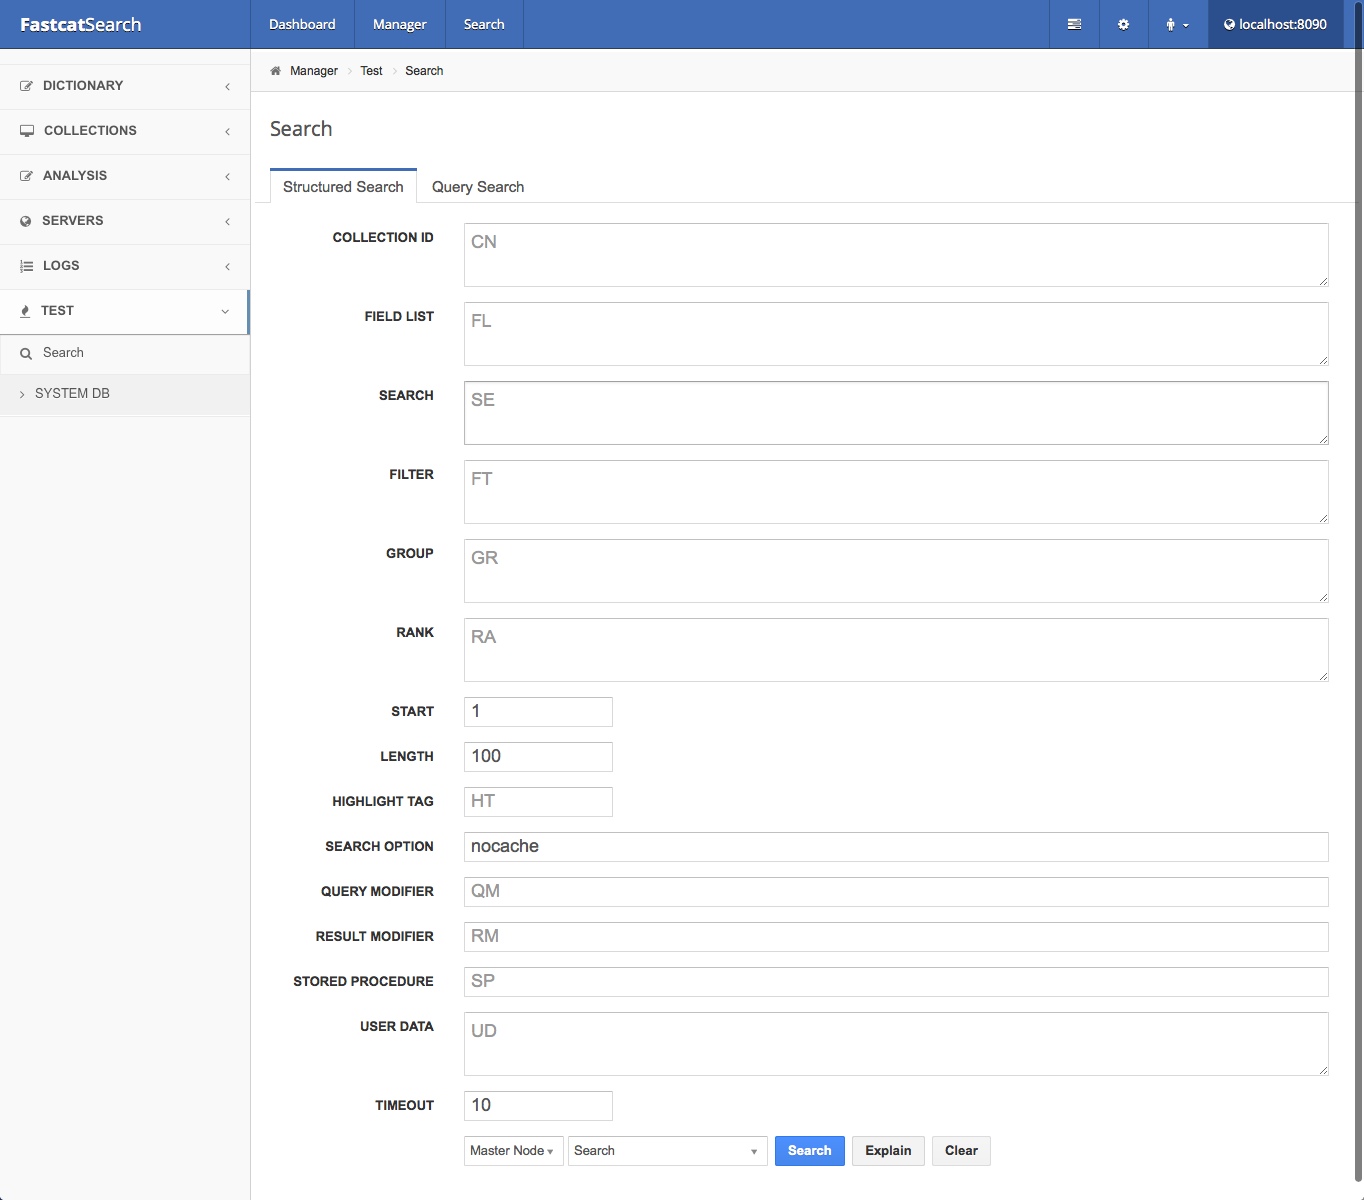 FastcatSearch
Dashboard
Manager
Search
localhost:8090
DICTIONARY
COLLECTIONS
ANALYSIS
SERVERS
LOGS
TEST
Search
SYSTEM DB
Manager
Test
Search
Search
Structured Search
Query Search
COLLECTION ID
CN
FIELD LIST
FL
SEARCH
SE
FILTER
FT
GROUP
GR
RANK
RA
START
1
LENGTH
100
HIGHLIGHT TAG
HT
SEARCH OPTION
nocache
QUERY MODIFIER
QM
RESULT MODIFIER
RM
STORED PROCEDURE
SP
USER DATA
UD
TIMEOUT
10
Master Node
Search
Search
Explain
Clear